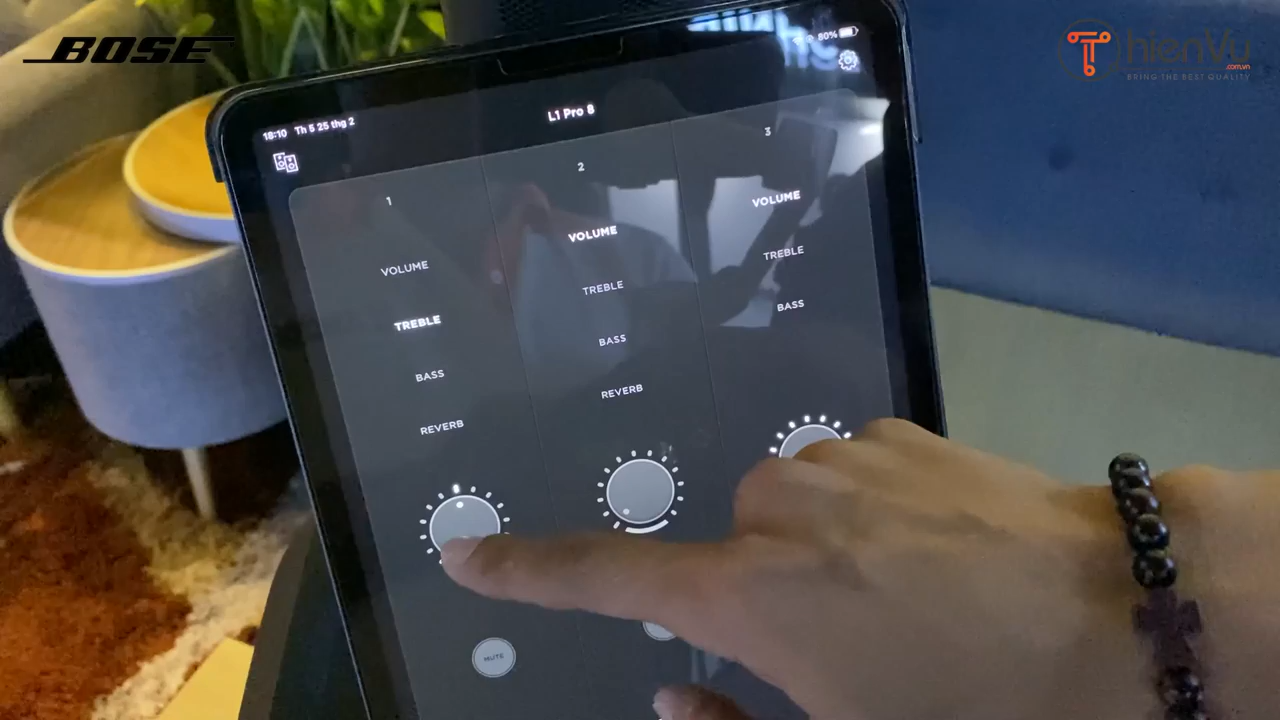 BOSE
ThienVu
.com.vn
BRING THE BEST QUALITY
80%
18:10 Th 5 25 thg 2
L1 Pro 8
1
VOLUME
TREBLE
BASS
REVERB
MUTE
2
VOLUME
TREBLE
BASS
REVERB
3
VOLUME
TREBLE
BASS